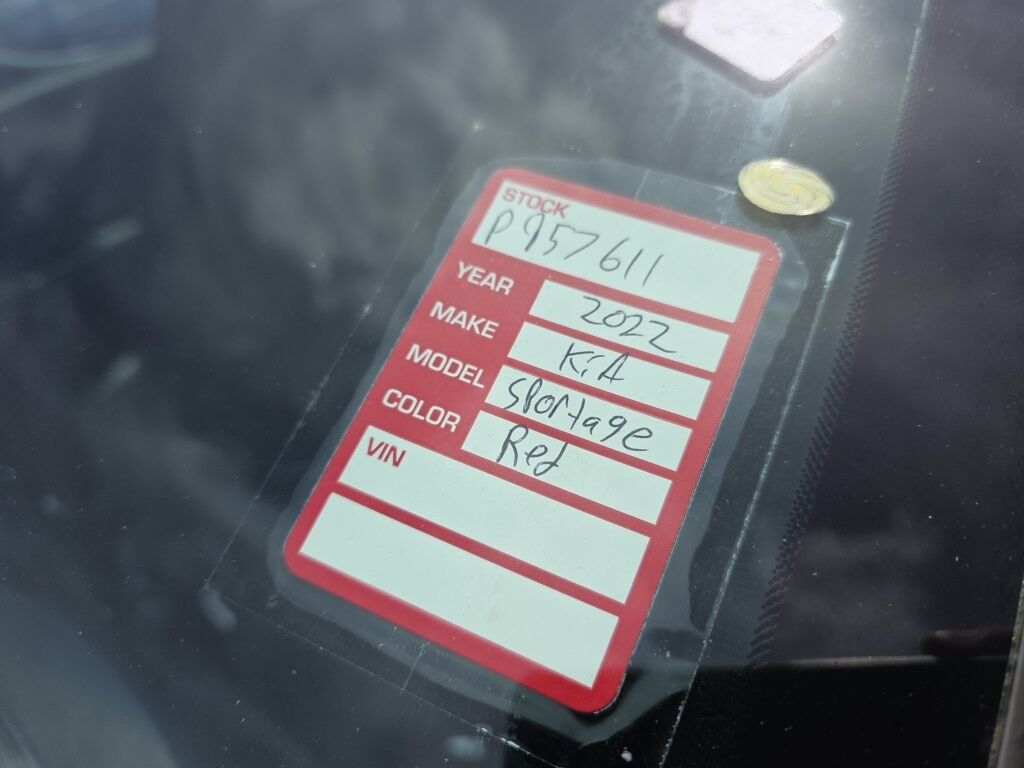 STOCK
P957611
YEAR 2022
MAKE KiA
MODEL Sportage
COLOR Red
VIN